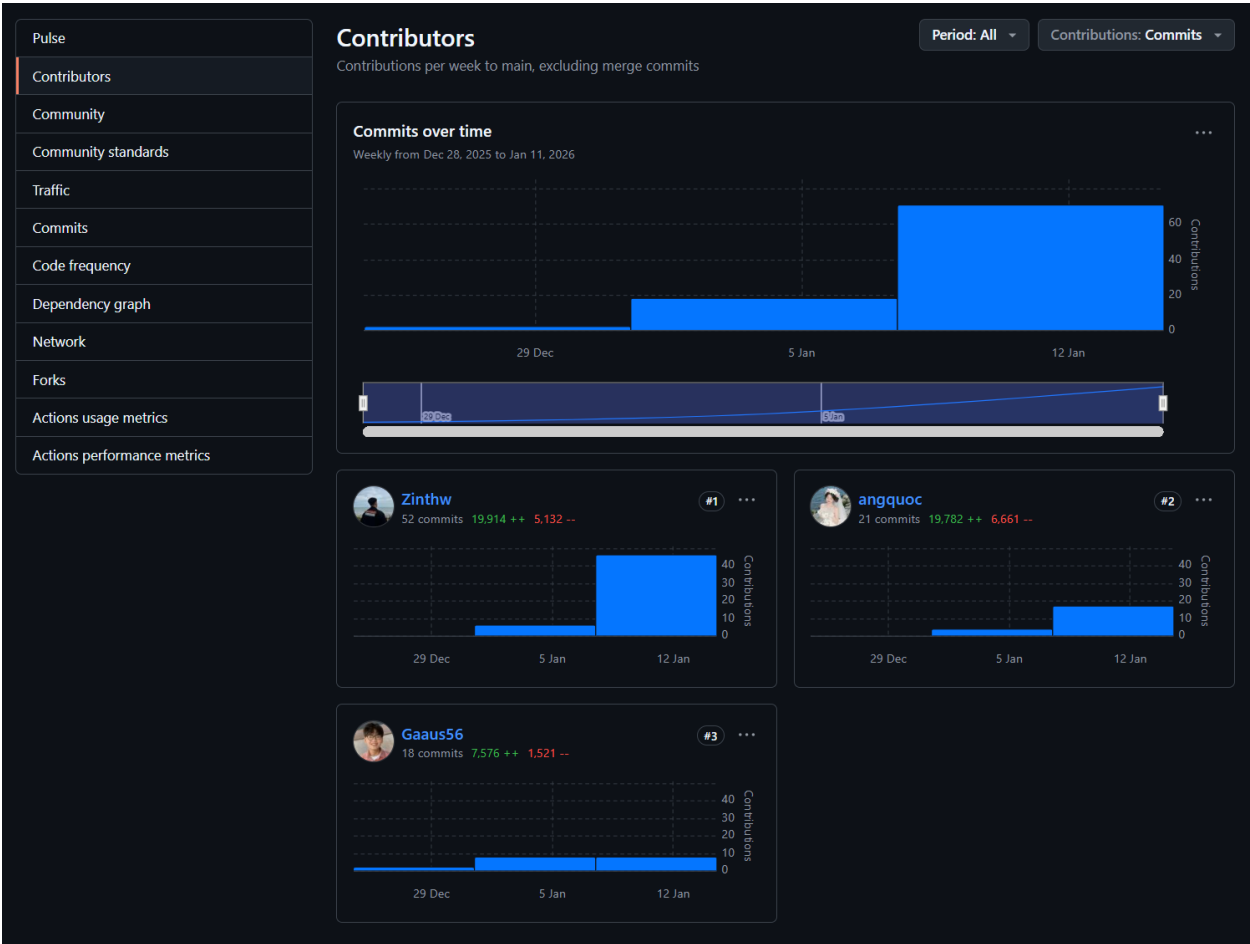 Pulse
Contributors
Community
Community standards
Traffic
Commits
Code frequency
Dependency graph
Network
Forks
Actions usage metrics
Actions performance metrics
Contributors
Contributions per week to main, excluding merge commits
Period: All
Contributions: Commits
Commits over time
Weekly from Dec 28, 2025 to Jan 11, 2026
60
40
20
0
Contributions
29 Dec 5 Jan 12 Jan
29 Dec 5 Jan
Zinthw
#1
52 commits 19,914 ++ 5,132 --
40
30
20
10
0
Contributions
29 Dec 5 Jan 12 Jan
angquoc
#2
21 commits 19,782 ++ 6,661 --
40
30
20
10
0
Contributions
29 Dec 5 Jan 12 Jan
Gaaus56
#3
18 commits 7,576 ++ 1,521 --
40
30
20
10
0
Contributions
29 Dec 5 Jan 12 Jan